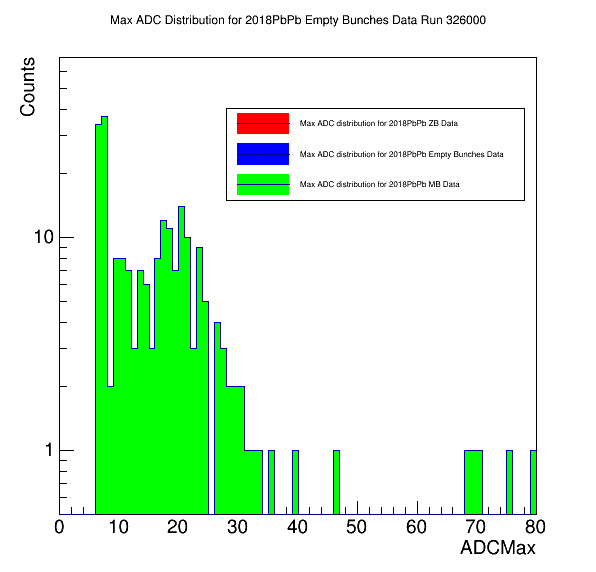 Max ADC Distribution for 2018PbPb Empty Bunches Data Run 326000
Counts
Max ADC distribution for 2018PbPb ZB Data
Max ADC distribution for 2018PbPb Empty Bunches Data
Max ADC distribution for 2018PbPb MB Data
10
1
0 10 20 30 40 50 60 70 80
ADCMax